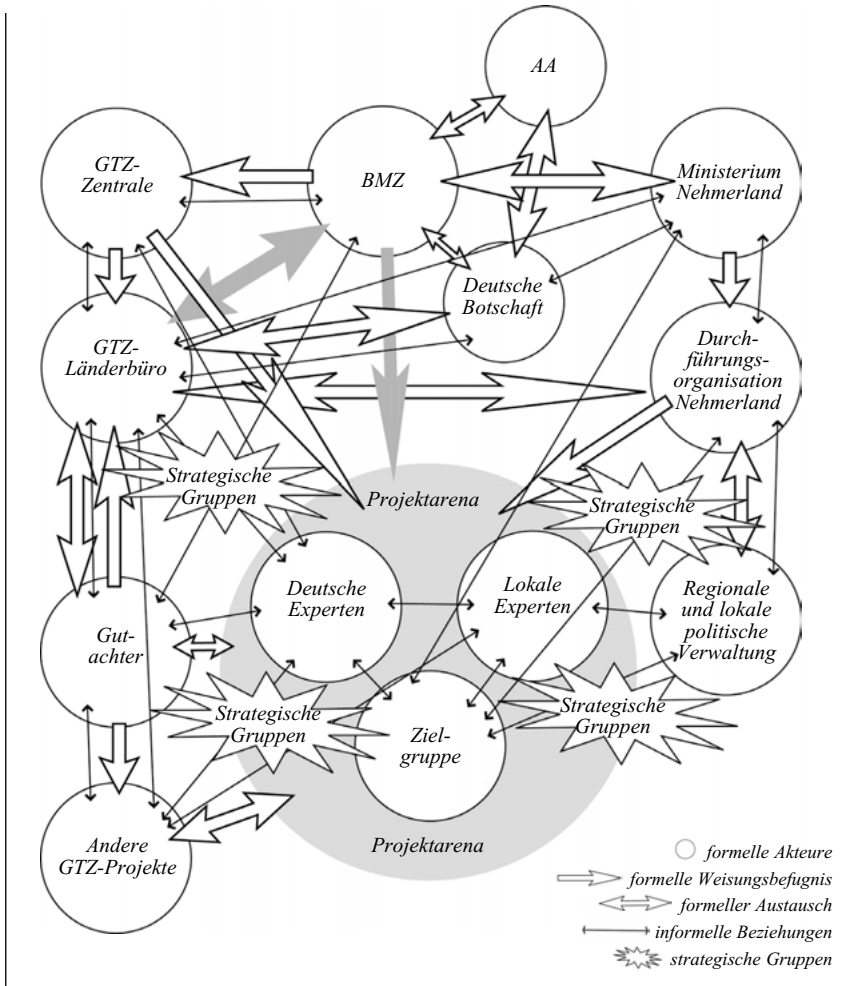 AA
GTZ-
Zentrale
BMZ
Ministerium
Nehmerland
Deutsche
Botschaft
GTZ-
Länderbüro
Durch-
führungs-
organisation
Nehmerland
Strategische
Gruppen
Projektarena
Strategische
Gruppen
Deutsche
Experten
Lokale
Experten
Regionale
und lokale
politische
Verwaltung
Gut-
achter
Strategische
Gruppen
Strategische
Gruppen
Ziel-
gruppe
Andere
GTZ-Projekte
Projektarena
formelle Akteure
formelle Weisungsbefugnis
formeller Austausch
informelle Beziehungen
strategische Gruppen